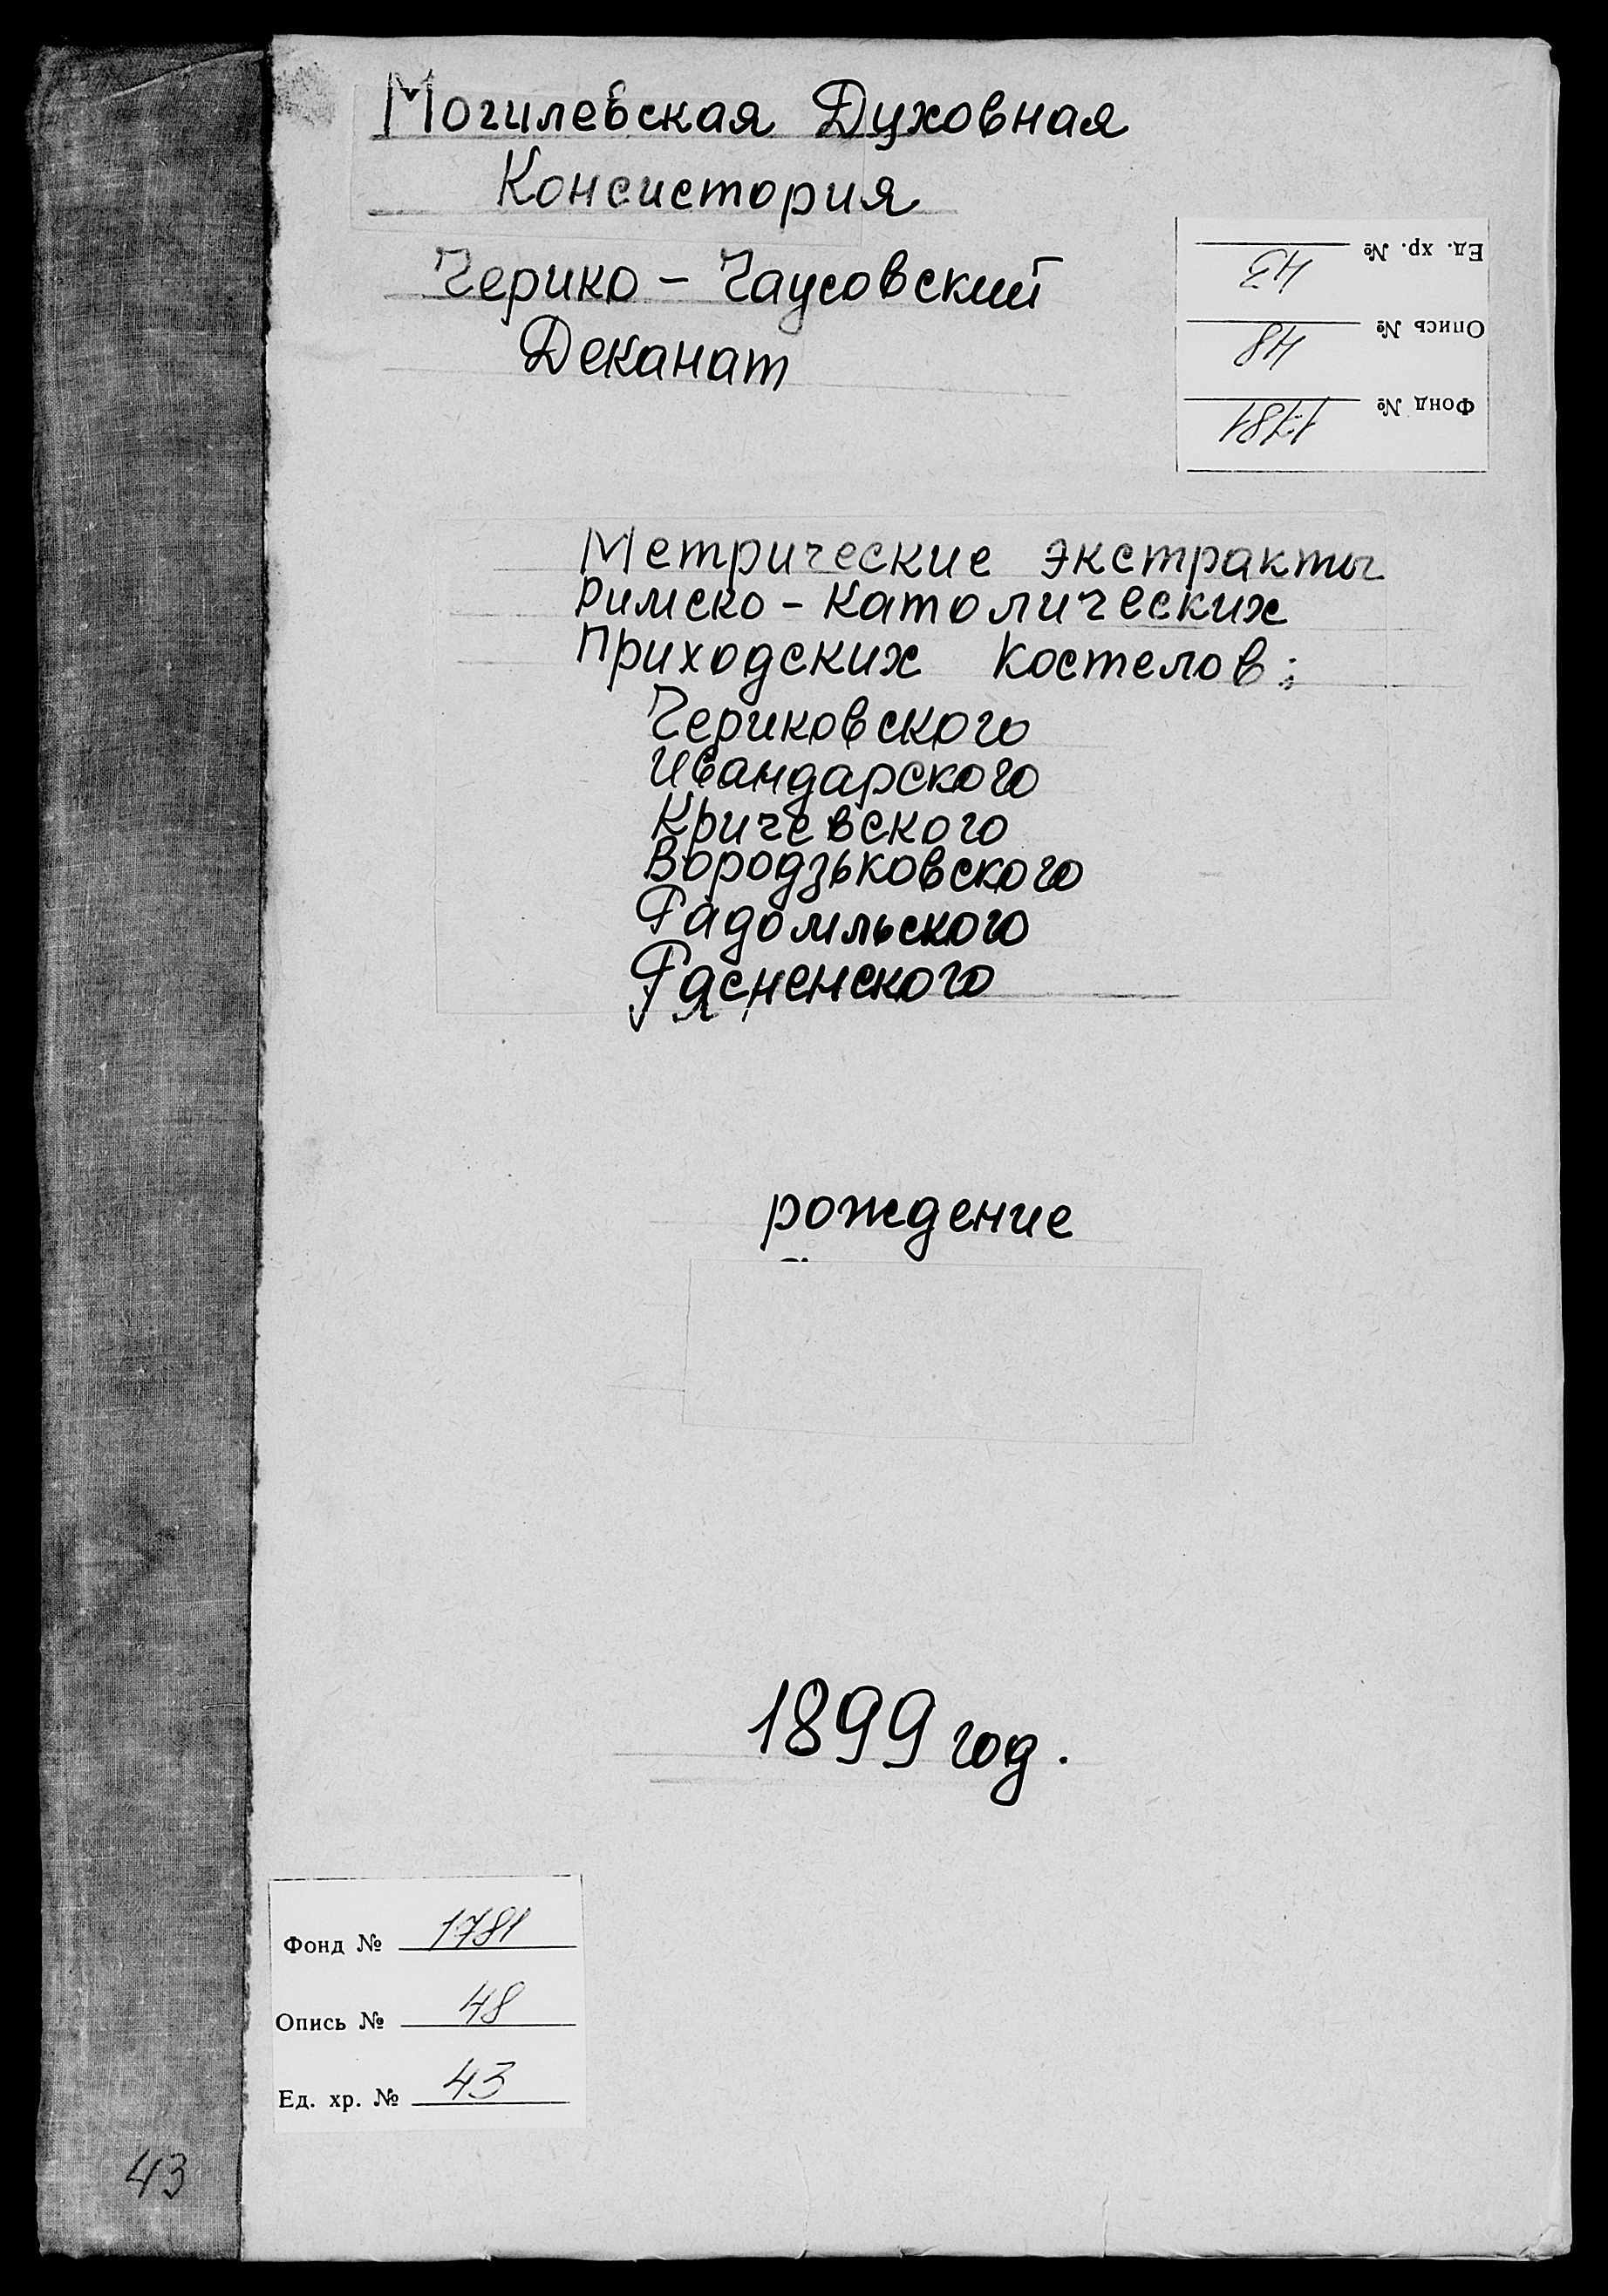 Могилевская Духовная
Консистория
Черико - Чаусовский
Деканат
Ед. хр. № 43
Опись № 48
Фонд № 1781
Метрические экстракты
Римско - Католических
Приходских костелов:
Чериковского
Ивандарского
Кричевского
Вородзьковского
Радомльского
Расненского
рождение
1899 год.
Фонд № 1781
Опись № 48
Ед. хр. № 43
43